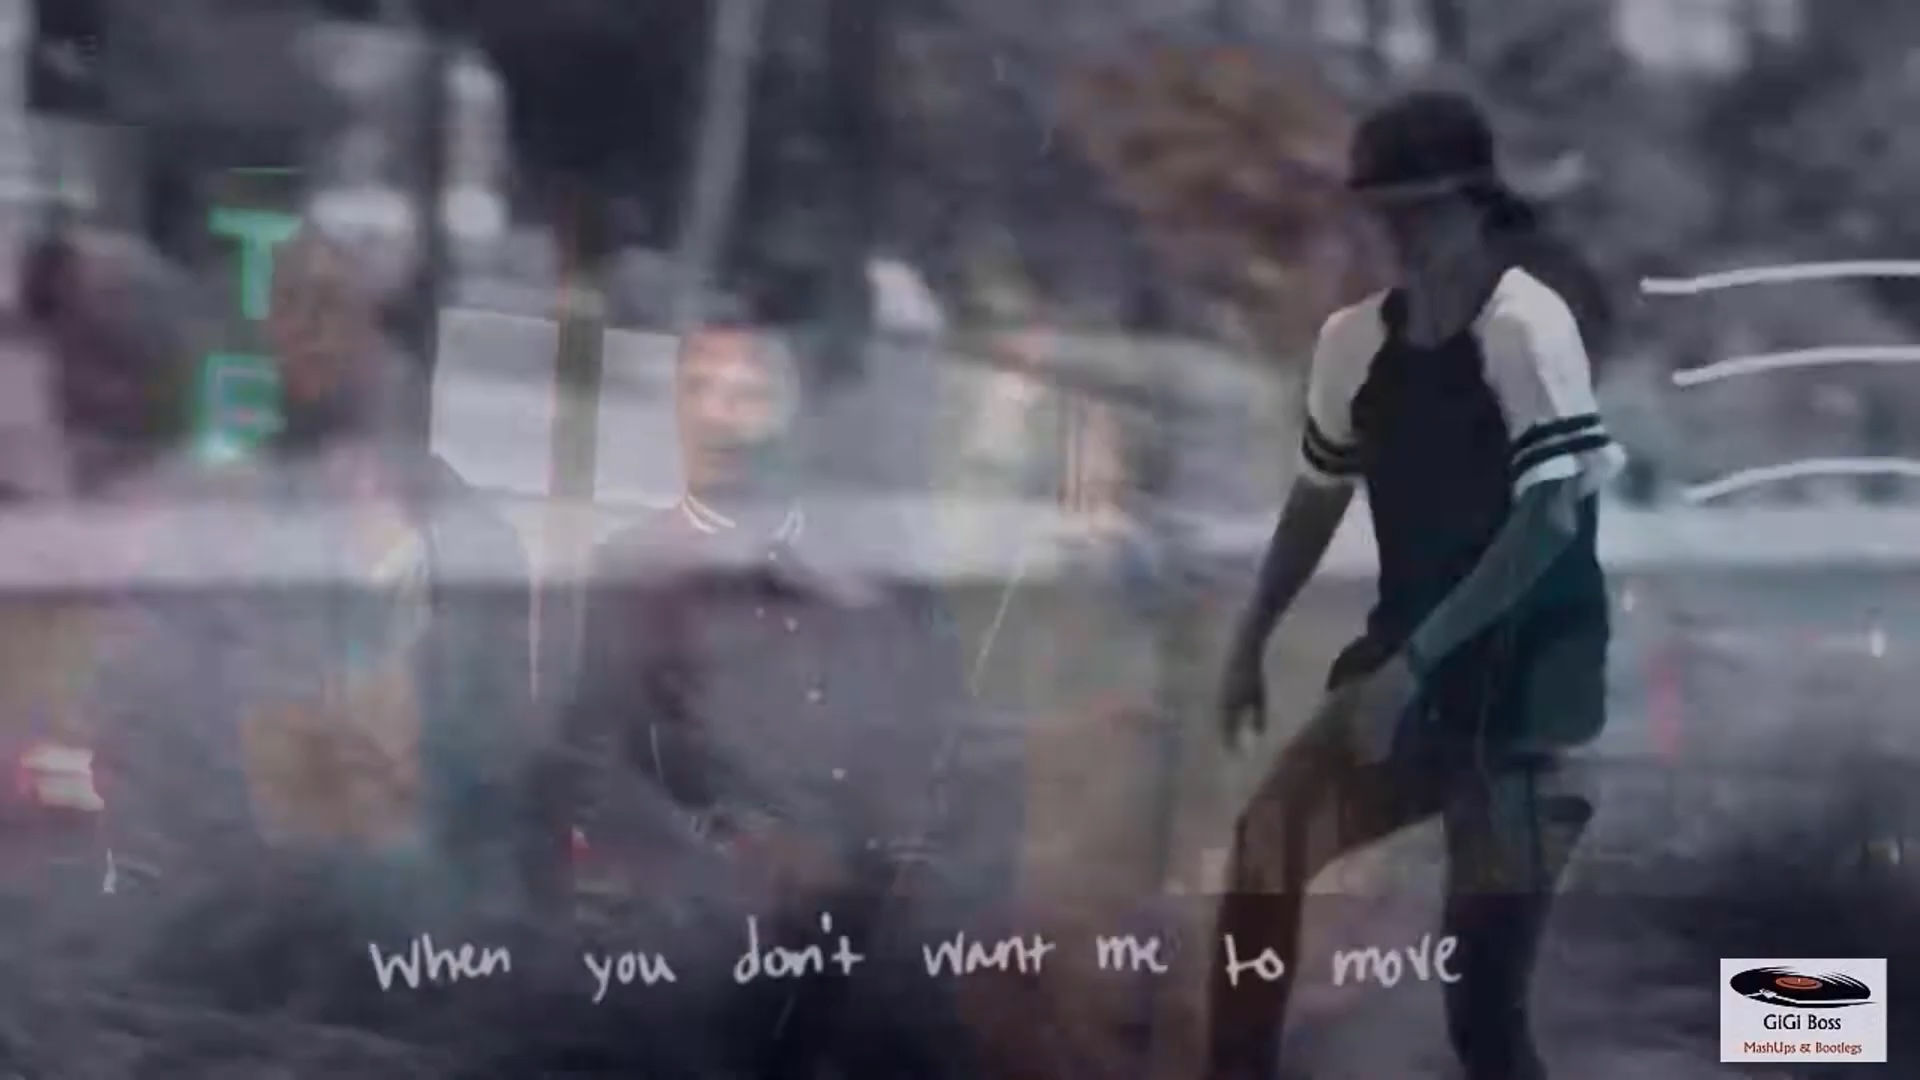 T
E
When you don't want me to move
GiGi Boss
MashUps & Bootlegs